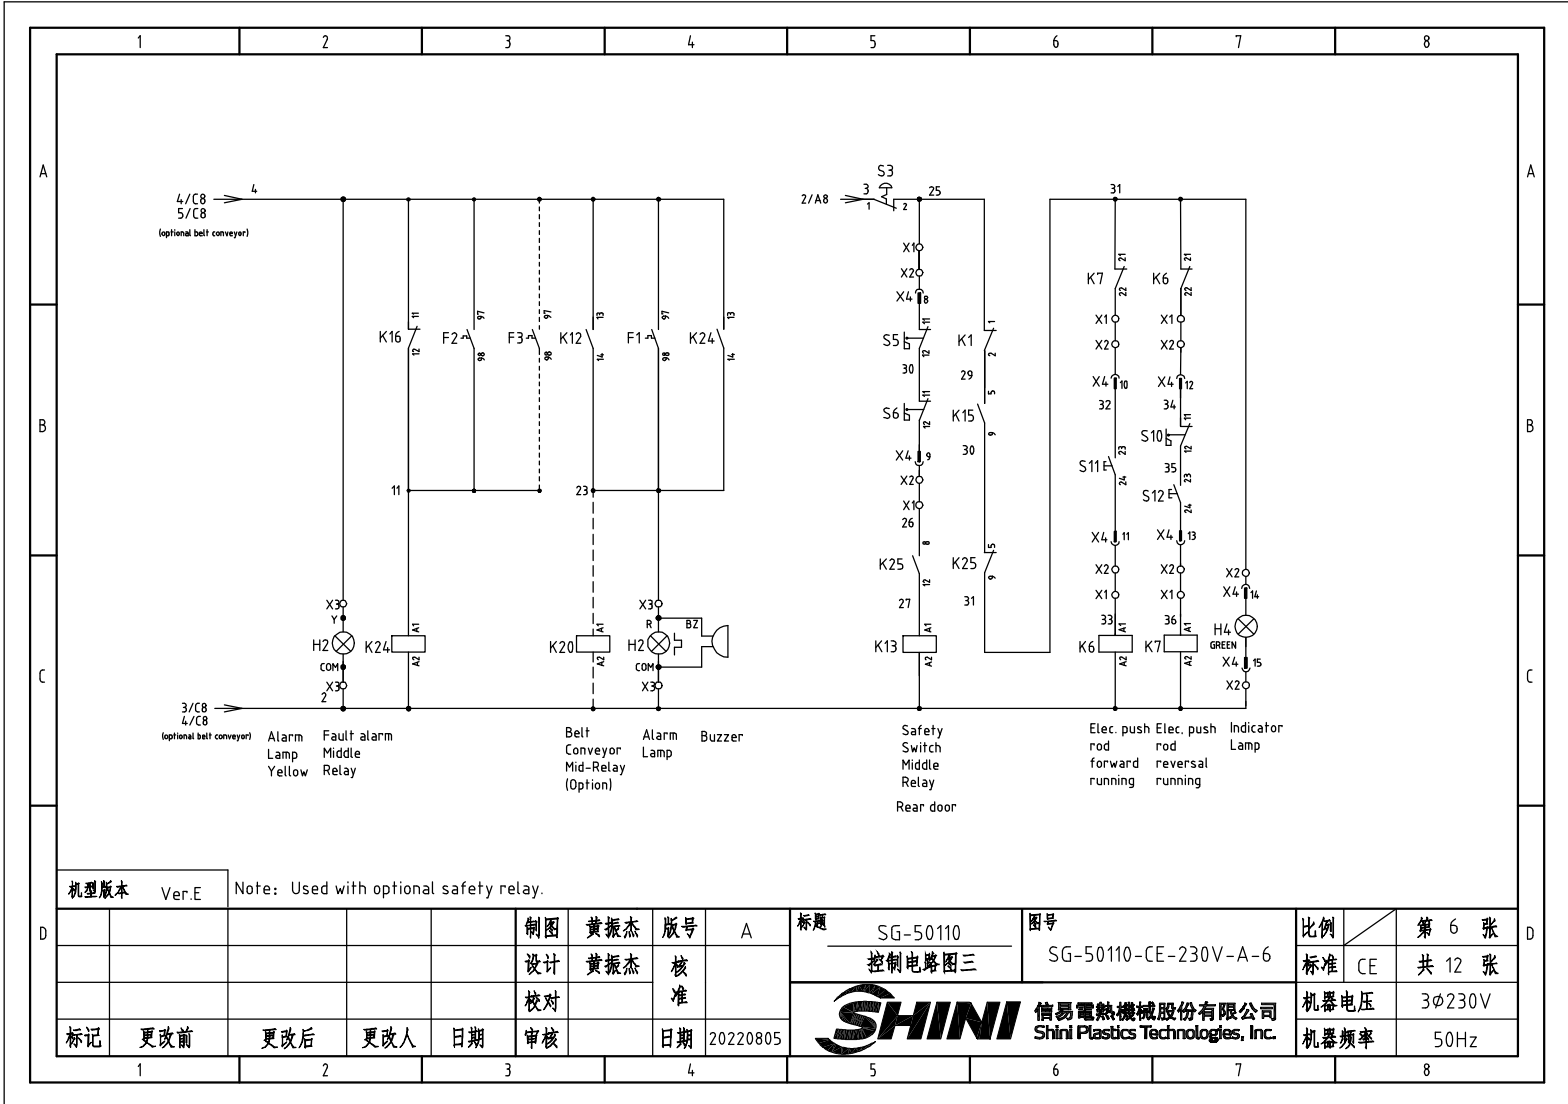 1 2 3 4 5 6 7 8
A A
S3
4/C8 4 2/A8 3 25 31
5/C8 1 2
(optional belt conveyor)
X1
X2 K7 21 22 K6 21 22
X4 8
X1 X1
K16 11 12 F2 97 98 F3 97 98 K12 13 14 F1 97 98 K24 13 14 S5 11 12 K1 1 2 X2 X2
30 29
X4 10 X4 12
32 34
S6 11 12 K15 5 9
B B
S10 11 12
X4 9 30
S11 23 24 35
X2
11 23 S12 23 24
X1
26
X4 11 X4 13
K25 8 12 K25 5 9
X2 X2 X2
27 31 X1 X1 X4 14
X3 X3
Y R BZ 33 36
H2 K24 A1 A2 K20 A1 A2 H2 K13 A1 A2 K6 A1 A2 K7 A1 A2 H4
GREEN
COM COM X4 15
C C
X3 X3 X2
2
3/C8
4/C8
(optional belt conveyor)
Alarm
Lamp
Yellow
Fault alarm
Middle
Relay
Belt
Conveyor
Mid-Relay
(Option)
Alarm
Lamp
Buzzer
Safety
Switch
Middle
Relay
Rear door
Elec. push
rod
forward
running
Elec. push
rod
reversal
running
Indicator
Lamp
机型版本 Ver.E Note: Used with optional safety relay.
D D
制图 黄振杰 版号 A 标题 SG-50110 图号 SG-50110-CE-230V-A-6 比例 第 6 张
设计 黄振杰 核准 控制电路图三 标准 CE 共 12 张
校对 SHINI 信易電熱機械股份有限公司 机器电压 3Φ230V
标记 更改前 更改后 更改人 日期 审核 日期 20220805 Shini Plastics Technologies, Inc. 机器频率 50Hz
1 2 3 4 5 6 7 8